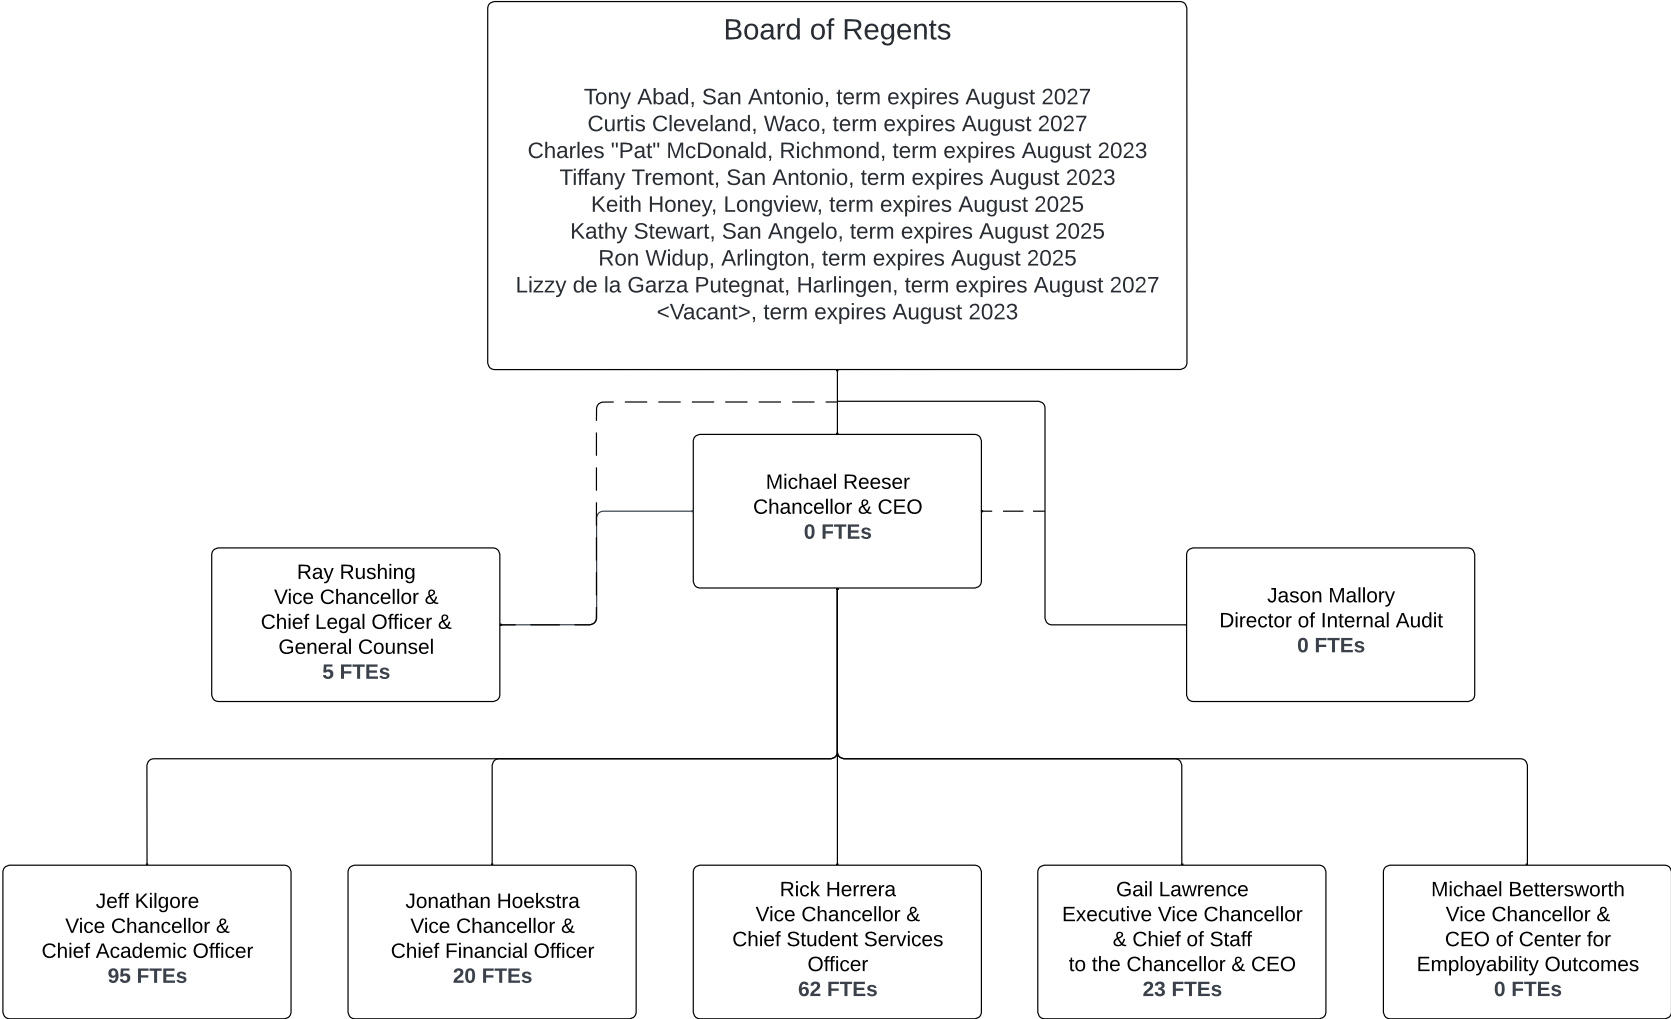 Board of Regents
Tony Abad, San Antonio, term expires August 2027
Curtis Cleveland, Waco, term expires August 2027
Charles "Pat" McDonald, Richmond, term expires August 2023
Tiffany Tremont, San Antonio, term expires August 2023
Keith Honey, Longview, term expires August 2025
Kathy Stewart, San Angelo, term expires August 2025
Ron Widup, Arlington, term expires August 2025
Lizzy de la Garza Putegnat, Harlingen, term expires August 2027
<Vacant>, term expires August 2023
Michael Reeser
Chancellor & CEO
0 FTEs
Ray Rushing
Vice Chancellor &
Chief Legal Officer &
General Counsel
5 FTEs
Jason Mallory
Director of Internal Audit
0 FTEs
Jeff Kilgore
Vice Chancellor &
Chief Academic Officer
95 FTEs
Jonathan Hoekstra
Vice Chancellor &
Chief Financial Officer
20 FTEs
Rick Herrera
Vice Chancellor &
Chief Student Services
Officer
62 FTEs
Gail Lawrence
Executive Vice Chancellor
& Chief of Staff
to the Chancellor & CEO
23 FTEs
Michael Bettersworth
Vice Chancellor &
CEO of Center for
Employability Outcomes
0 FTEs